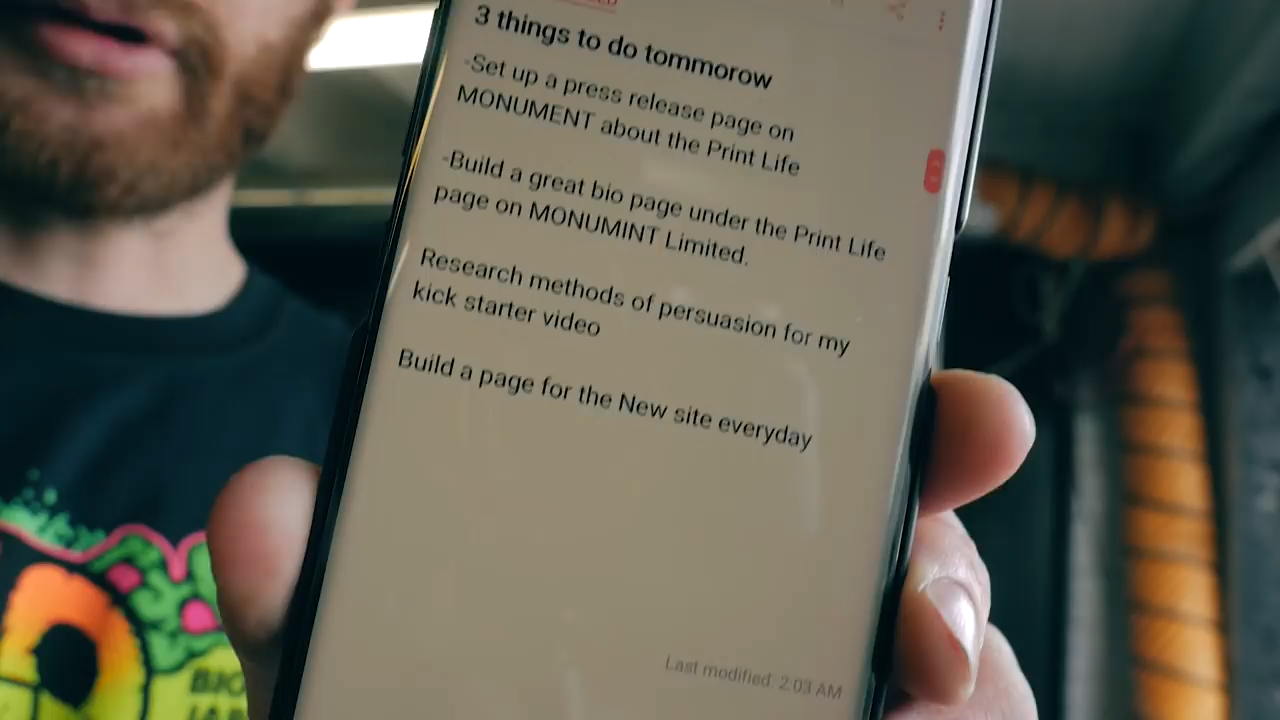 3 things to do tommorow
-Set up a press release page on
MONUMENT about the Print Life
-Build a great bio page under the Print Life
page on MONUMINT Limited.
Research methods of persuasion for my
kick starter video
Build a page for the New site everyday
Last modified: 2:03 AM
BIO